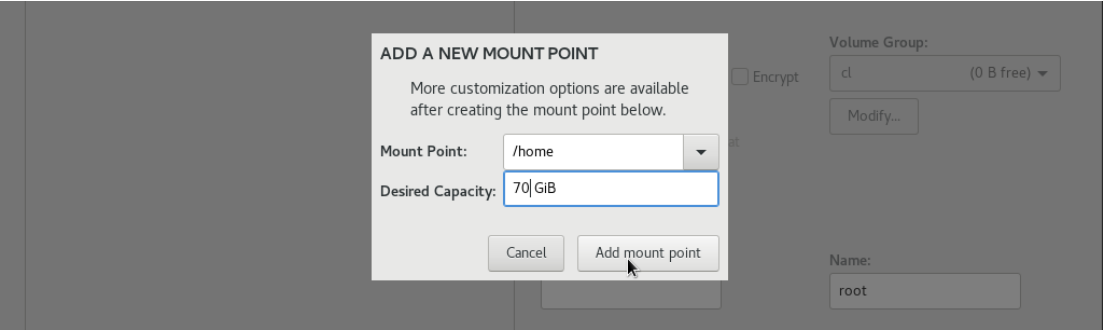 ADD A NEW MOUNT POINT
More customization options are available
after creating the mount point below.
Mount Point: /home
Desired Capacity: 70 GiB
Cancel Add mount point
Volume Group:
cl (0 B free)
Encrypt
Modify...
at
Name:
root